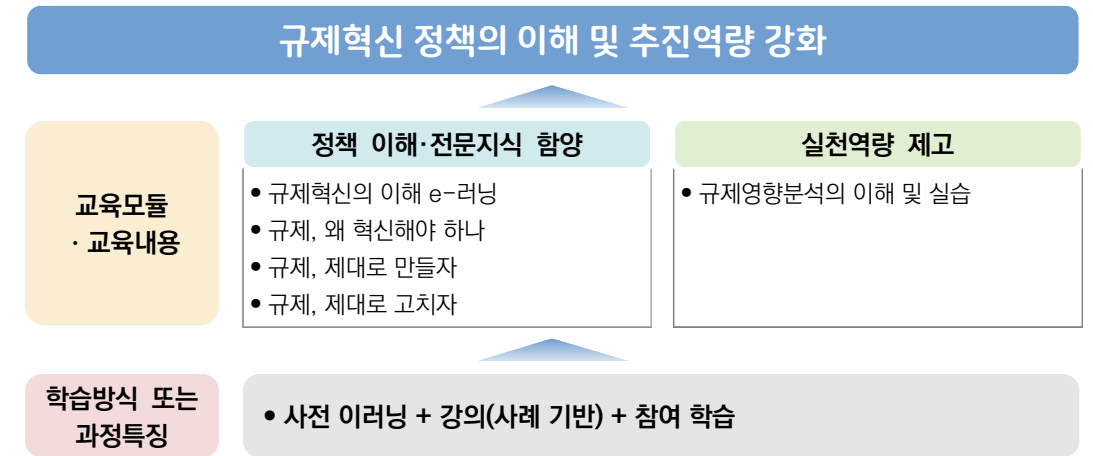 규제혁신 정책의 이해 및 추진역량 강화
교육모듈
· 교육내용
정책 이해·전문지식 함양
• 규제혁신의 이해 e-러닝
• 규제, 왜 혁신해야 하나
• 규제, 제대로 만들자
• 규제, 제대로 고치자
실천역량 제고
• 규제영향분석의 이해 및 실습
학습방식 또는
과정특징
• 사전 이러닝 + 강의(사례 기반) + 참여 학습